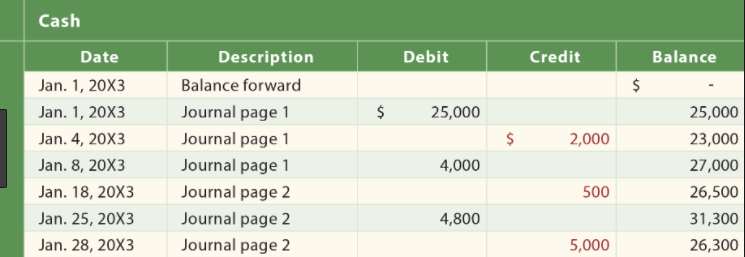 Cash
Date Description Debit Credit Balance
Jan. 1, 20X3 Balance forward $ -
Jan. 1, 20X3 Journal page 1 $ 25,000 25,000
Jan. 4, 20X3 Journal page 1 $ 2,000 23,000
Jan. 8, 20X3 Journal page 1 4,000 27,000
Jan. 18, 20X3 Journal page 2 500 26,500
Jan. 25, 20X3 Journal page 2 4,800 31,300
Jan. 28, 20X3 Journal page 2 5,000 26,300